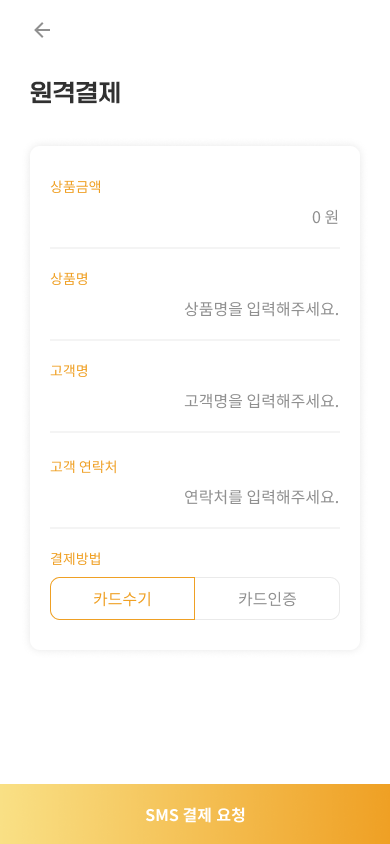 원격결제
상품금액
0 원
상품명
상품명을 입력해주세요.
고객명
고객명을 입력해주세요.
고객 연락처
연락처를 입력해주세요.
결제방법
카드수기 카드인증
SMS 결제 요청